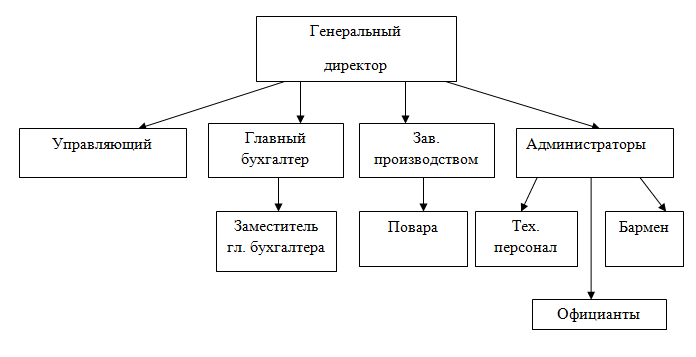 Генеральный
директор
Управляющий
Главный
бухгалтер
Зав.
производством
Администраторы
Заместитель
гл. бухгалтера
Повара
Тех.
персонал
Бармен
Официанты